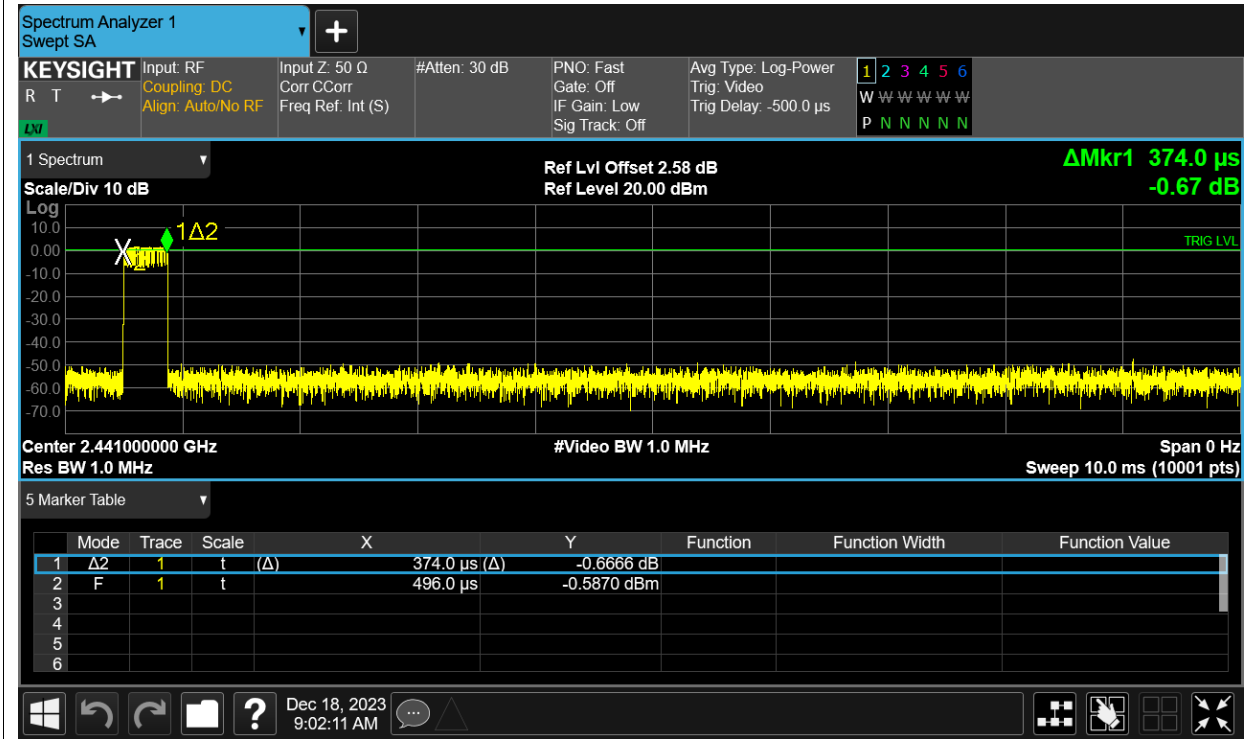 Spectrum Analyzer 1
Swept SA
KEYSIGHT
R T
LXI
Input: RF
Coupling: DC
Align: Auto/No RF
Input Z: 50 Ω
Corr CCorr
Freq Ref: Int (S)
#Atten: 30 dB
PNO: Fast
Gate: Off
IF Gain: Low
Sig Track: Off
Avg Type: Log-Power
Trig: Video
Trig Delay: -500.0 µs
1 2 3 4 5 6
W W W W W W
P N N N N N
1 Spectrum
Scale/Div 10 dB
Ref Lvl Offset 2.58 dB
Ref Level 20.00 dBm
ΔMkr1 374.0 µs
-0.67 dB
Log
10.0
0.00
-10.0
-20.0
-30.0
-40.0
-50.0
-60.0
-70.0
1Δ2
2
TRIG LVL
Center 2.441000000 GHz
#Video BW 1.0 MHz
Span 0 Hz
Res BW 1.0 MHz
Sweep 10.0 ms (10001 pts)
5 Marker Table
Mode Trace Scale X Y Function Function Width Function Value
1 Δ2 1 t (Δ) 374.0 µs (Δ) -0.6666 dB
2 F 1 t 496.0 µs -0.5870 dBm
3
4
5
6
?
Dec 18, 2023
9:02:11 AM